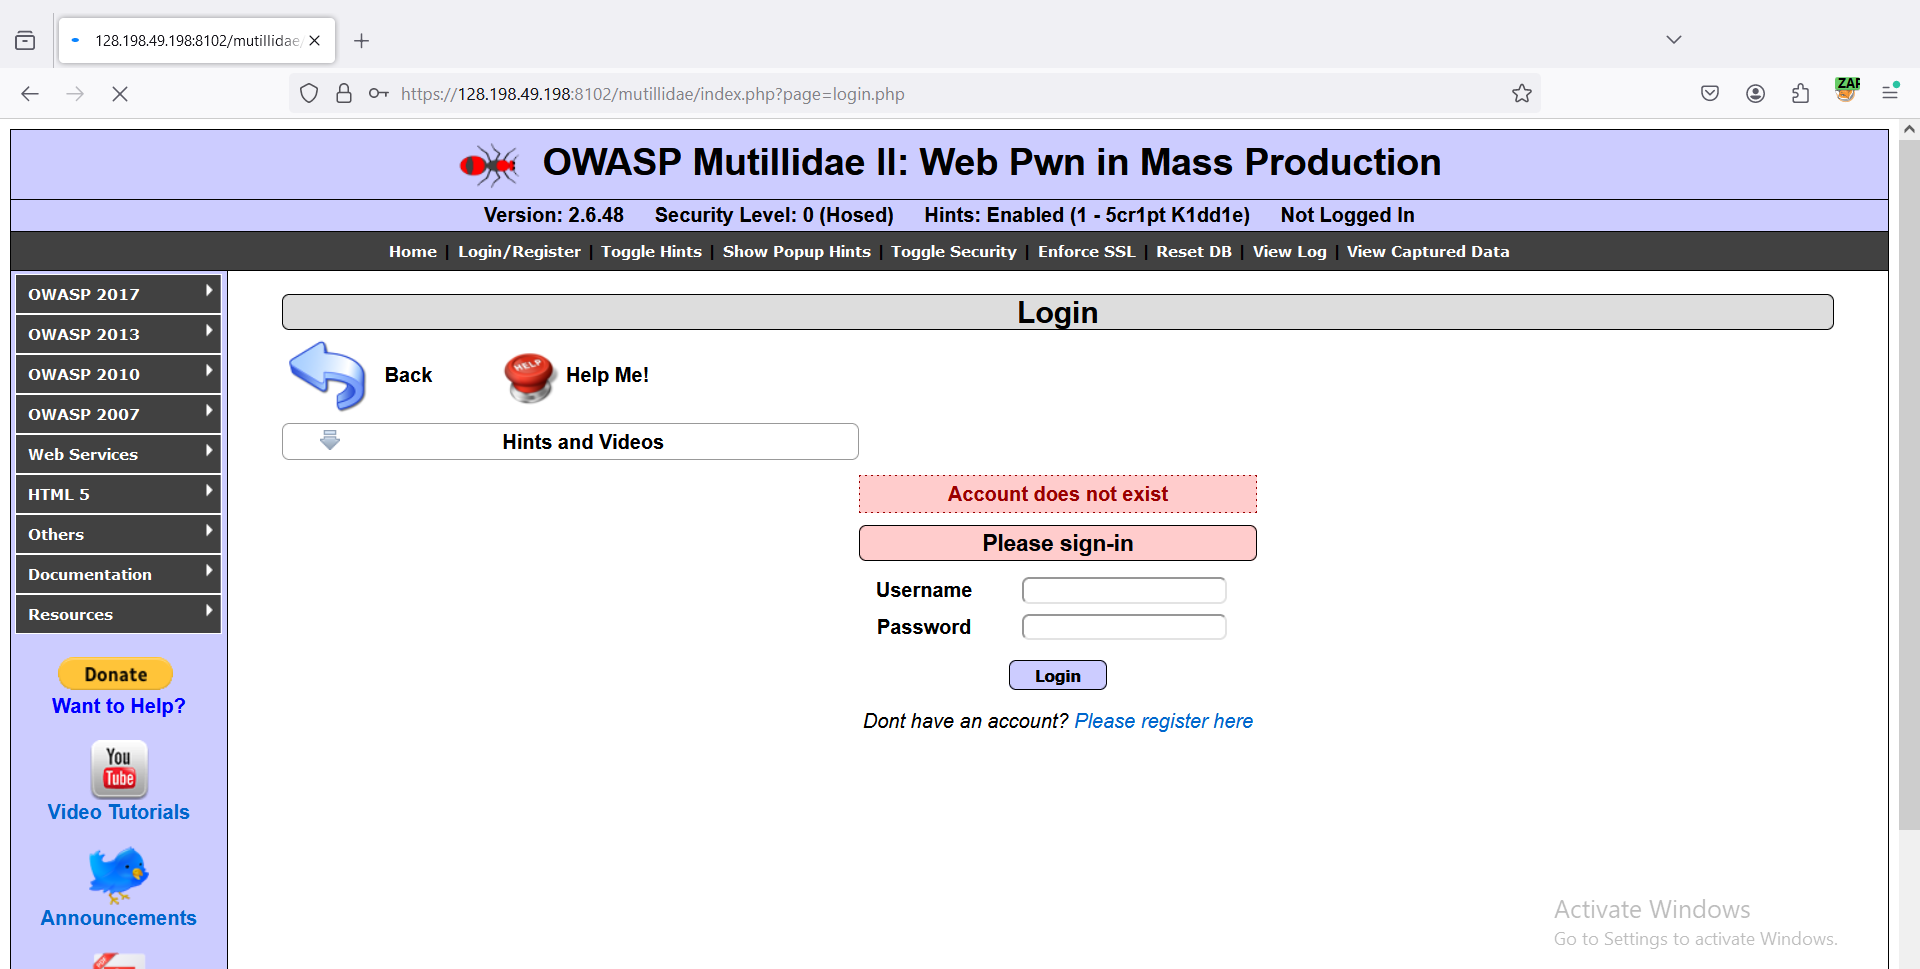 128.198.49.198:8102/mutillidae/
https://128.198.49.198:8102/mutillidae/index.php?page=login.php
ZAP
OWASP Mutillidae II: Web Pwn in Mass Production
Version: 2.6.48 Security Level: 0 (Hosed) Hints: Enabled (1 - 5cr1pt K1dd1e) Not Logged In
Home | Login/Register | Toggle Hints | Show Popup Hints | Toggle Security | Enforce SSL | Reset DB | View Log | View Captured Data
OWASP 2017
OWASP 2013
OWASP 2010
OWASP 2007
Web Services
HTML 5
Others
Documentation
Resources
Donate
Want to Help?
You
Tube
Video Tutorials
Announcements
Login
Back
HELP
Help Me!
Hints and Videos
Account does not exist
Please sign-in
Username
Password
Login
Dont have an account? Please register here
Activate Windows
Go to Settings to activate Windows.